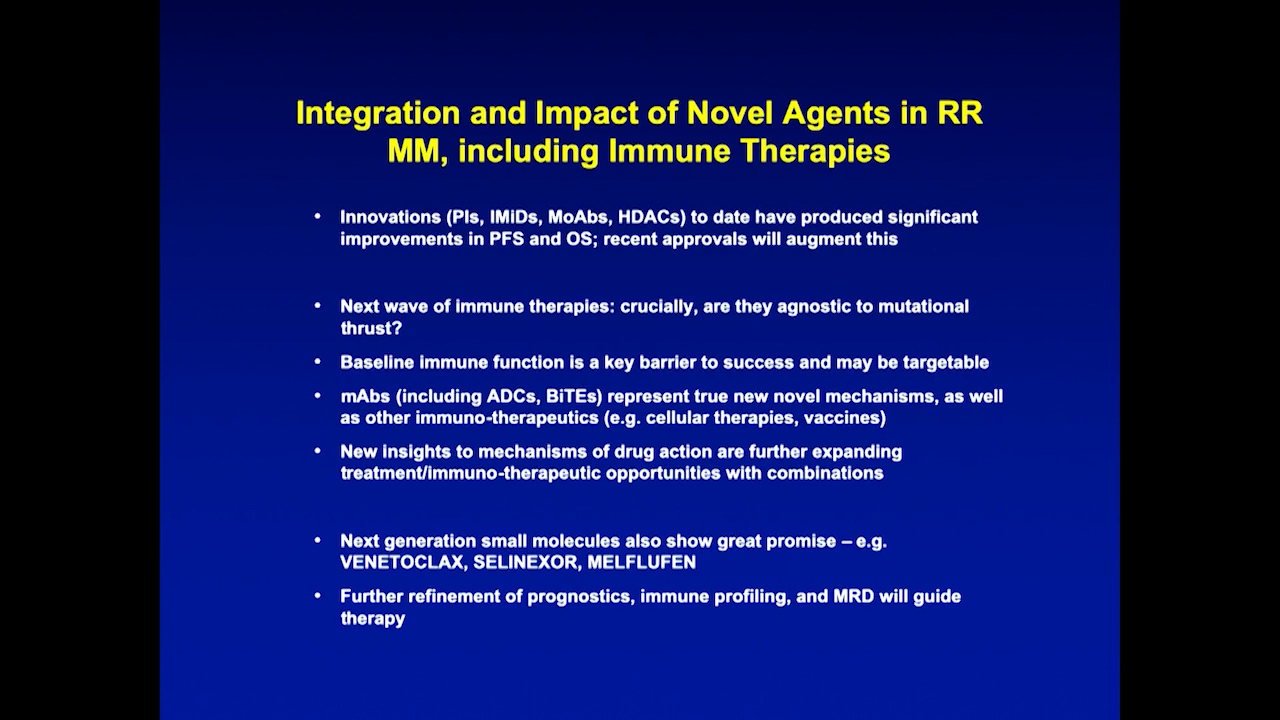 Integration and Impact of Novel Agents in RR
MM, including Immune Therapies
• Innovations (PIs, IMiDs, MoAbs, HDACs) to date have produced significant
improvements in PFS and OS; recent approvals will augment this
• Next wave of immune therapies: crucially, are they agnostic to mutational
thrust?
• Baseline immune function is a key barrier to success and may be targetable
• mAbs (including ADCs, BiTEs) represent true new novel mechanisms, as well
as other immuno-therapeutics (e.g. cellular therapies, vaccines)
• New insights to mechanisms of drug action are further expanding
treatment/immuno-therapeutic opportunities with combinations
• Next generation small molecules also show great promise – e.g.
VENETOCLAX, SELINEXOR, MELFLUFEN
• Further refinement of prognostics, immune profiling, and MRD will guide
therapy